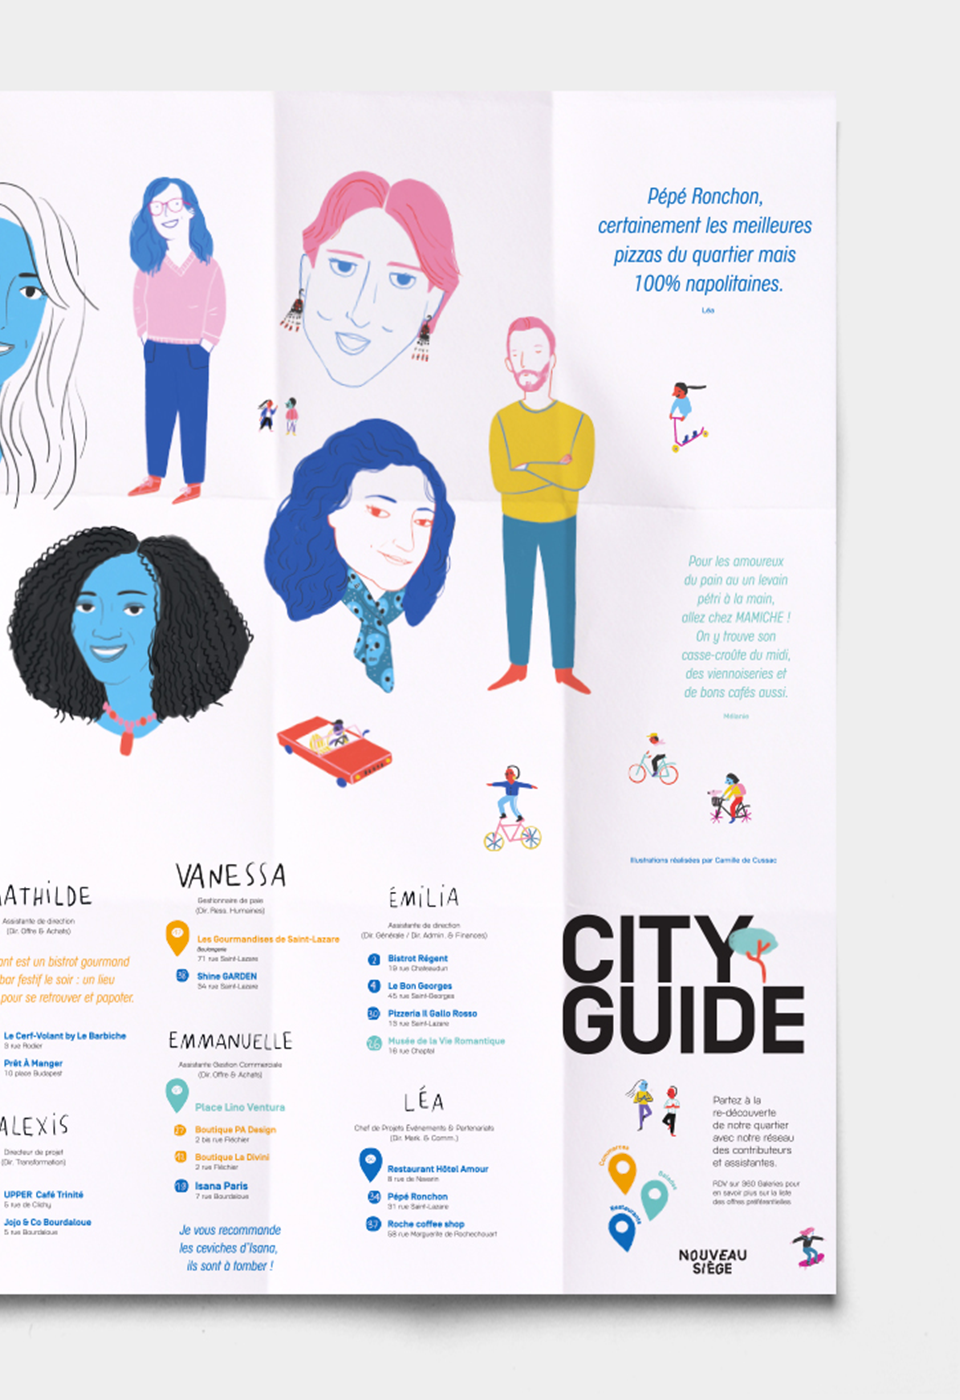 Pépé Ronchon,
certainement les meilleures
pizzas du quartier mais
100% napolitaines.
Léa
Pour les amoureux
du pain au un levain
pétri à la main,
allez chez MAMICHE !
On y trouve son
casse-croûte du midi,
des viennoiseries et
de bons cafés aussi.
Mélanie
Illustrations réalisées par Camille de Cussac
ATHILDE
Assistante de direction
(Dir. Offre & Achats)
ant est un bistrot gourmand
bar festif le soir : un lieu
pour se retrouver et papoter.
Le Cerf-Volant by Le Barbiche
3 rue Rodier
Prêt À Manger
10 place Budapest
ALEXIS
Directeur de projet
(Dir. Transformation)
UPPER Café Trinité
5 rue de Clichy
Jojo & Co Bourdaloue
5 rue Bourdaloue
VANESSA
Gestionnaire de paie
(Dir. Ress. Humaines)
Les Gourmandises de Saint-Lazare
Boulangerie
71 rue Saint-Lazare
38
Shine GARDEN
54 rue Saint-Lazare
EMMANUELLE
Assistante Gestion Commerciale
(Dir. Offre & Achats)
Place Lino Ventura
27
Boutique PA Design
2 bis rue Fléchier
41
Boutique La Divini
2 rue Fléchier
19
Isana Paris
7 rue Bourdaloue
Je vous recommande
les ceviches d'Isana,
ils sont à tomber !
ÉMILIA
Assistante de direction
(Dir. Générale / Dir. Admin. & Finances)
2
Bistrot Régent
19 rue Chateaudun
4
Le Bon Georges
45 rue Saint-Georges
30
Pizzeria Il Gallo Rosso
13 rue Saint-Lazare
26
Musée de la Vie Romantique
16 rue Chaptal
LÉA
Chef de Projets Événements & Partenariats
(Dir. Merk. & Comm.)
Restaurant Hôtel Amour
8 rue de Navarin
34
Pépé Ronchon
31 rue Saint-Lazare
37
Roche coffee shop
58 rue Marguerite de Rochechouart
CITY
GUIDE
Partez à la
re-découverte
de notre quartier
avec notre réseau
des contributeurs
et assistantes.
RDV sur 360 Galeries pour
en savoir plus sur la liste
des offres préférentielles.
Commerces
Balades
Restaurants
NOUVEAU
SIÈGE